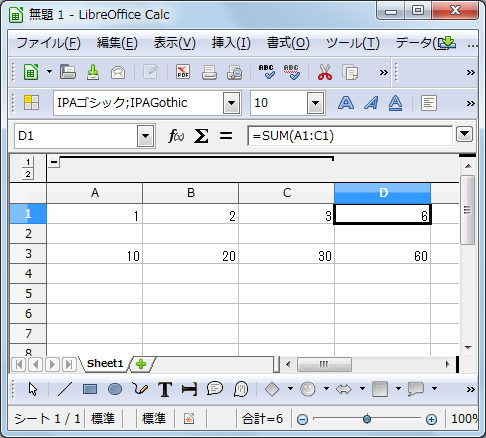 無題 1 - LibreOffice Calc
ファイル(F) 編集(E) 表示(V) 挿入(I) 書式(O) ツール(T) データ(D) ...
PDF ABC ABC
IPAゴシック;IPAGothic 10 A A A
D1 f(x) Σ = =SUM(A1:C1)
1
2
A B C D
1 1 2 3 6
2
3 10 20 30 60
4
5
6
7
8
Sheet1
T
シート 1 / 1 標準 標準 合計=6 100%